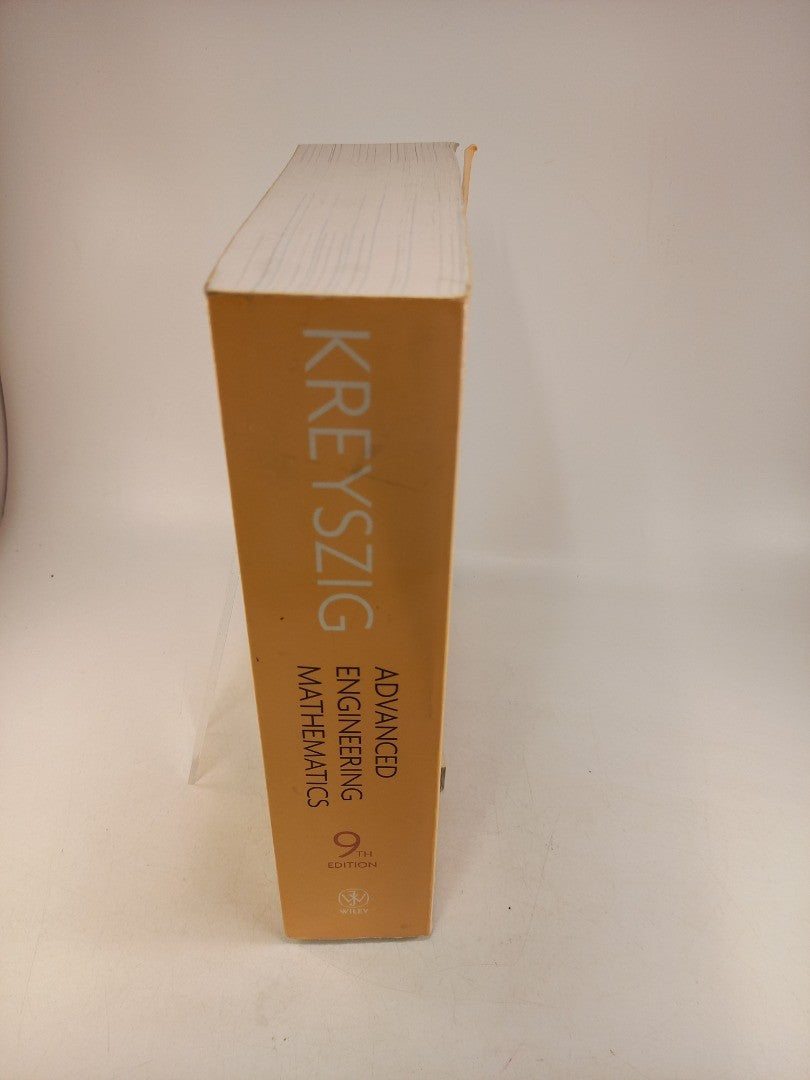 KREYSZIG
ADVANCED
ENGINEERING
MATHEMATICS
9TH
EDITION
WILEY